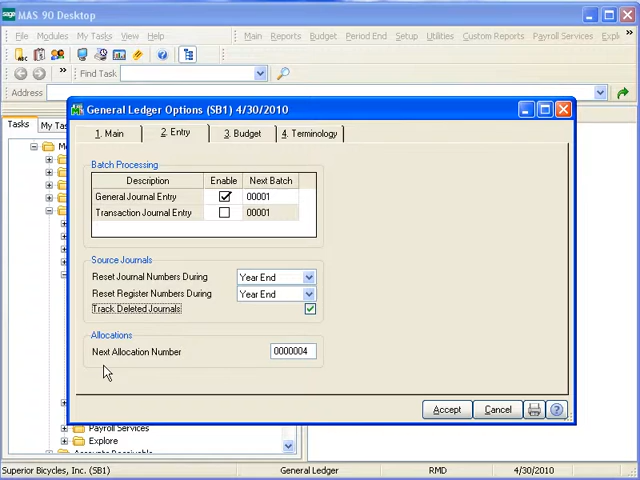 sage MAS 90 Desktop
File Modules Menu View Help
Main Reports Budget Period End Setup Utilities Custom Reports Payroll Services
» Find Task
Address »
Tasks
General Ledger Options (SB1) 4/30/2010
1. Main 2. Entry 3. Budget 4. Terminology
Batch Processing
Description Enable Next Batch
General Journal Entry 00001
Transaction Journal Entry 00001
Source Journals
Reset Journal Numbers During Year End
Reset Register Numbers During Year End
Track Deleted Journals
Allocations
Next Allocation Number 0000004
Accept Cancel
Payroll Services
Explore
Accounts Receivable
Superior Bicycles, Inc. (SB1) General Ledger RMD 4/30/2010